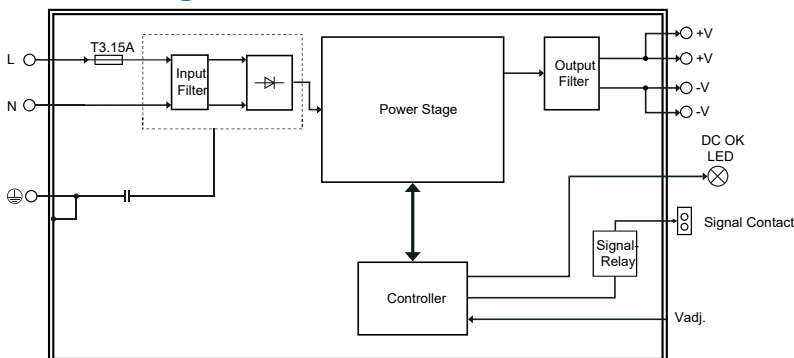 T3.15A
L
N
Input
Filter
Power Stage
Output
Filter
+V
+V
-V
-V
DC OK
LED
Signal Contact
Signal-
Relay
Controller
Vadj.